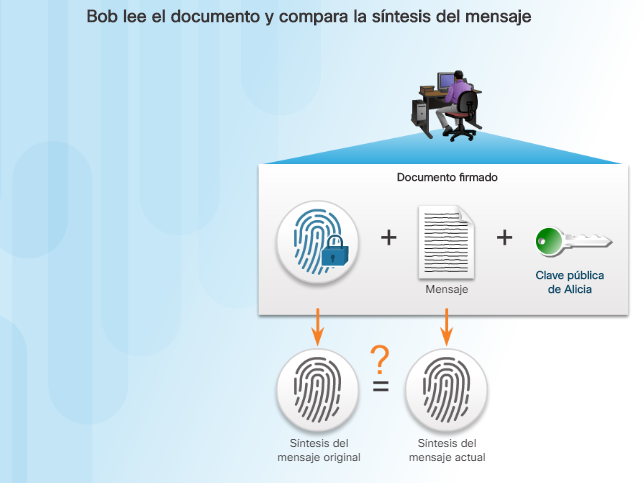 Bob lee el documento y compara la síntesis del mensaje
Documento firmado
+
+
Mensaje
Clave pública
de Alicia
?
=
Síntesis del
mensaje original
Síntesis del
mensaje actual